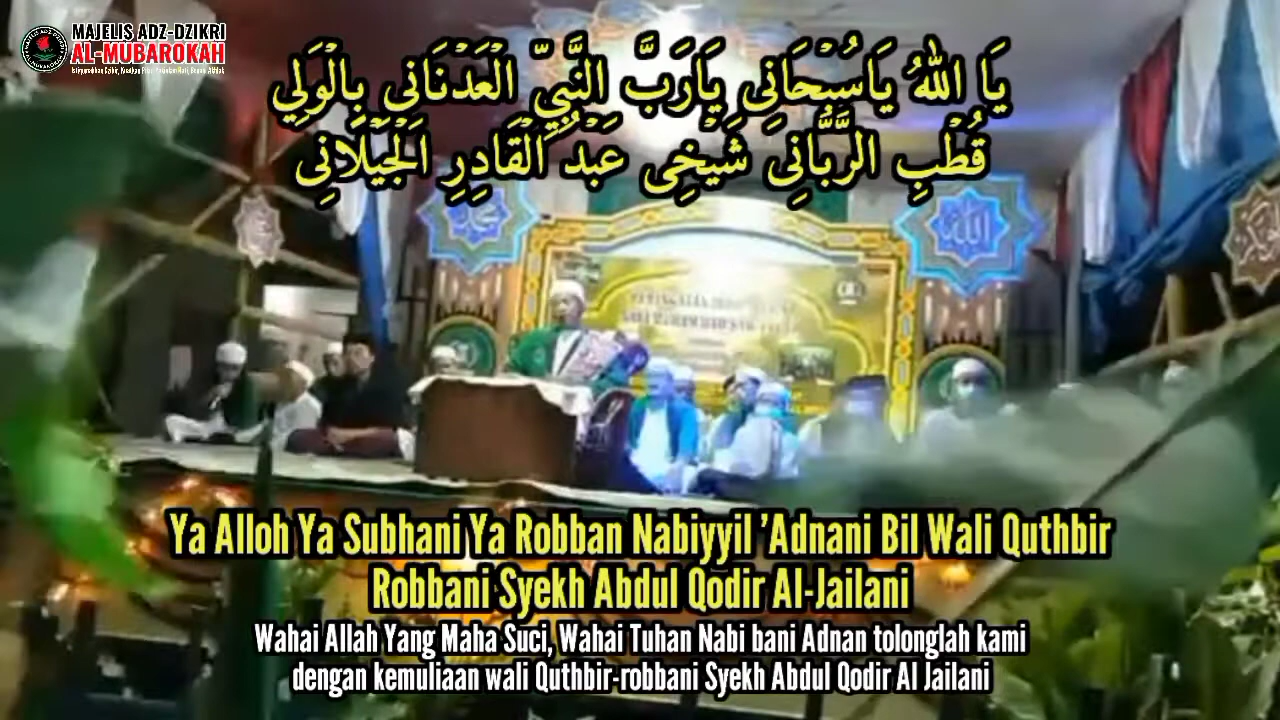 MAJELIS ADZ-DZIKRI
AL-MUBAROKAH
يَا اللهُ يَاسُبْحَانِي يَارَبَّ النَّبِيِّ الْعَدْنَانِي بِالْوَلِي
قُطْبِ الرَّبَّانِى شَيْخِى عَبْدُ الْقَادِرِ الْجَيْلَانِى
محمد
الله
Ya Alloh Ya Subhani Ya Robban Nabiyyil 'Adnani Bil Wali Quthbir
Robbani Syekh Abdul Qodir Al-Jailani
Wahai Allah Yang Maha Suci, Wahai Tuhan Nabi bani Adnan tolonglah kami
dengan kemuliaan wali Quthbir-robbani Syekh Abdul Qodir Al Jailani